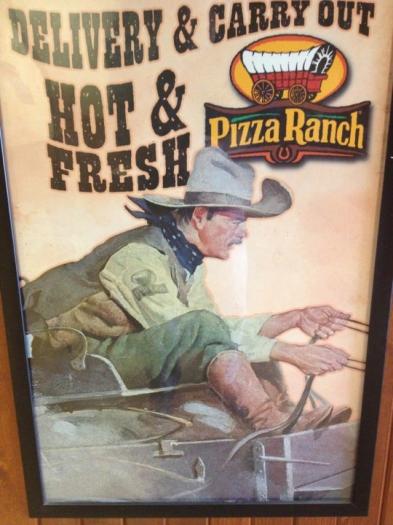 DELIVERY & CARRY OUT
HOT &
FRESH
Pizza Ranch